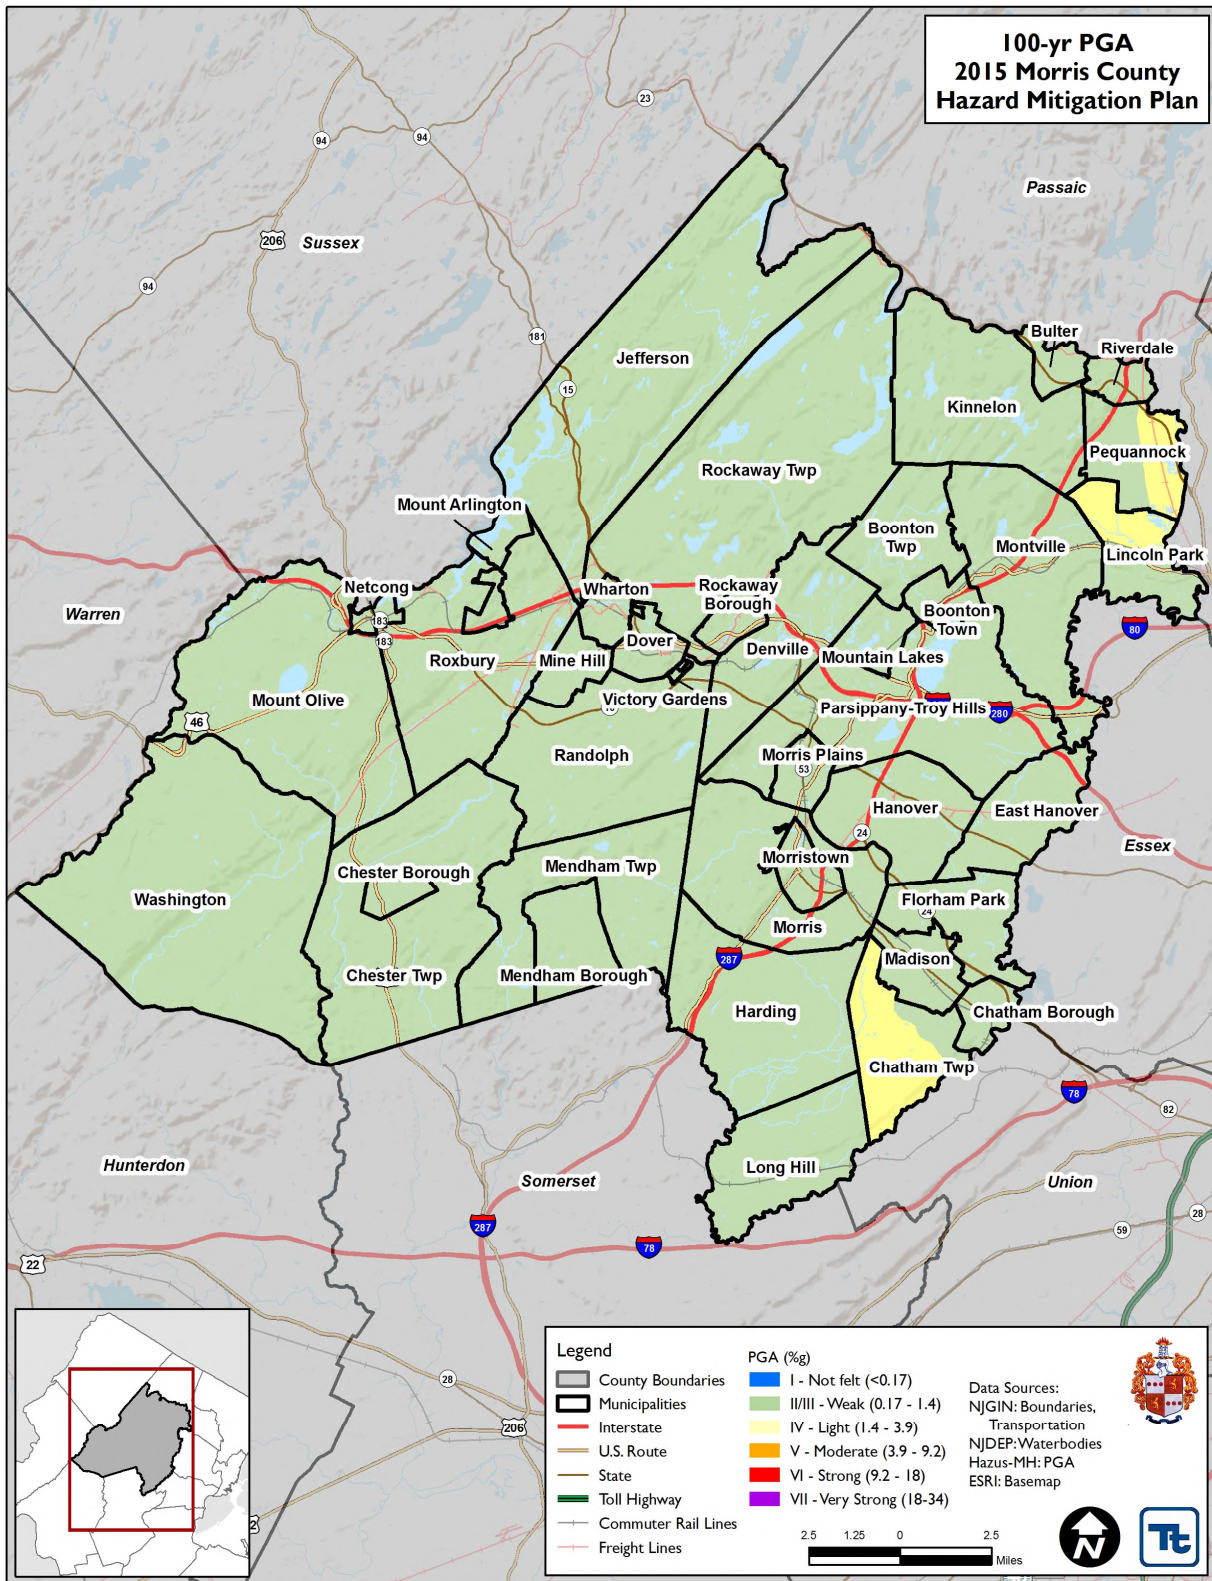 100-yr PGA
2015 Morris County
Hazard Mitigation Plan
23
94
94
Passaic
206
Sussex
94
181
Bulter
Riverdale
Jefferson
15
Kinnelon
Pequannock
Rockaway Twp
Mount Arlington
Boonton
Twp
Montville
Lincoln Park
Netcong
Wharton
Rockaway
Borough
Boonton
Town
Warren
183
80
183
Dover
Roxbury
Mine Hill
Denville
Mountain Lakes
Mount Olive
Victory Gardens
Parsippany-Troy Hills
280
46
Randolph
Morris Plains
53
Hanover
East Hanover
24
Essex
Morristown
Mendham Twp
Chester Borough
Washington
Florham Park
24
Morris
287
Madison
Chester Twp
Mendham Borough
Harding
Chatham Borough
Chatham Twp
78
82
Hunterdon
Long Hill
Somerset
Union
287
28
59
78
22
28
206
Legend
County Boundaries
Municipalities
Interstate
U.S. Route
State
Toll Highway
Commuter Rail Lines
Freight Lines
PGA (%g)
I - Not felt (<0.17)
II/III - Weak (0.17 - 1.4)
IV - Light (1.4 - 3.9)
V - Moderate (3.9 - 9.2)
VI - Strong (9.2 - 18)
VII - Very Strong (18-34)
Data Sources:
NJGIN: Boundaries,
Transportation
NJDEP: Waterbodies
Hazus-MH: PGA
ESRI: Basemap
2.5 1.25 0 2.5
Miles
N
Tt